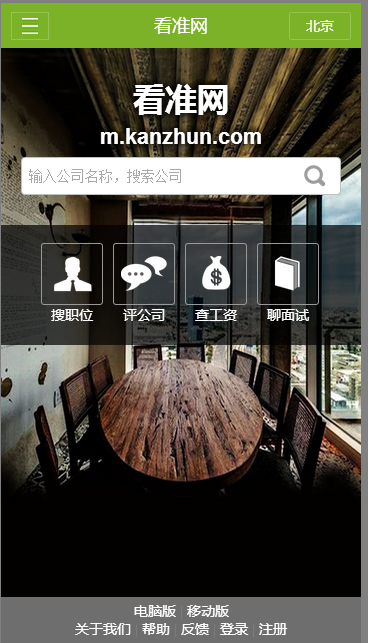 看准网 北京
看准网
m.kanzhun.com
输入公司名称，搜索公司
搜职位 评公司 查工资 聊面试
电脑版 移动版
关于我们 | 帮助 | 反馈 | 登录 | 注册